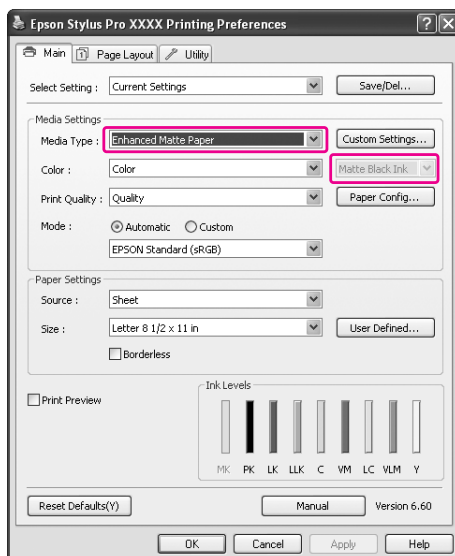 Epson Stylus Pro XXXX Printing Preferences
Main Page Layout Utility
Select Setting : Current Settings Save/Del...
Media Settings
Media Type : Enhanced Matte Paper Custom Settings...
Color : Color Matte Black Ink
Print Quality : Quality Paper Config...
Mode : Automatic Custom
EPSON Standard (sRGB)
Paper Settings
Source : Sheet
Size : Letter 8 1/2 x 11 in User Defined...
Borderless
Print Preview
Ink Levels
MK PK LK LLK C VM LC VLM Y
Reset Defaults(Y) Manual Version 6.60
OK Cancel Apply Help